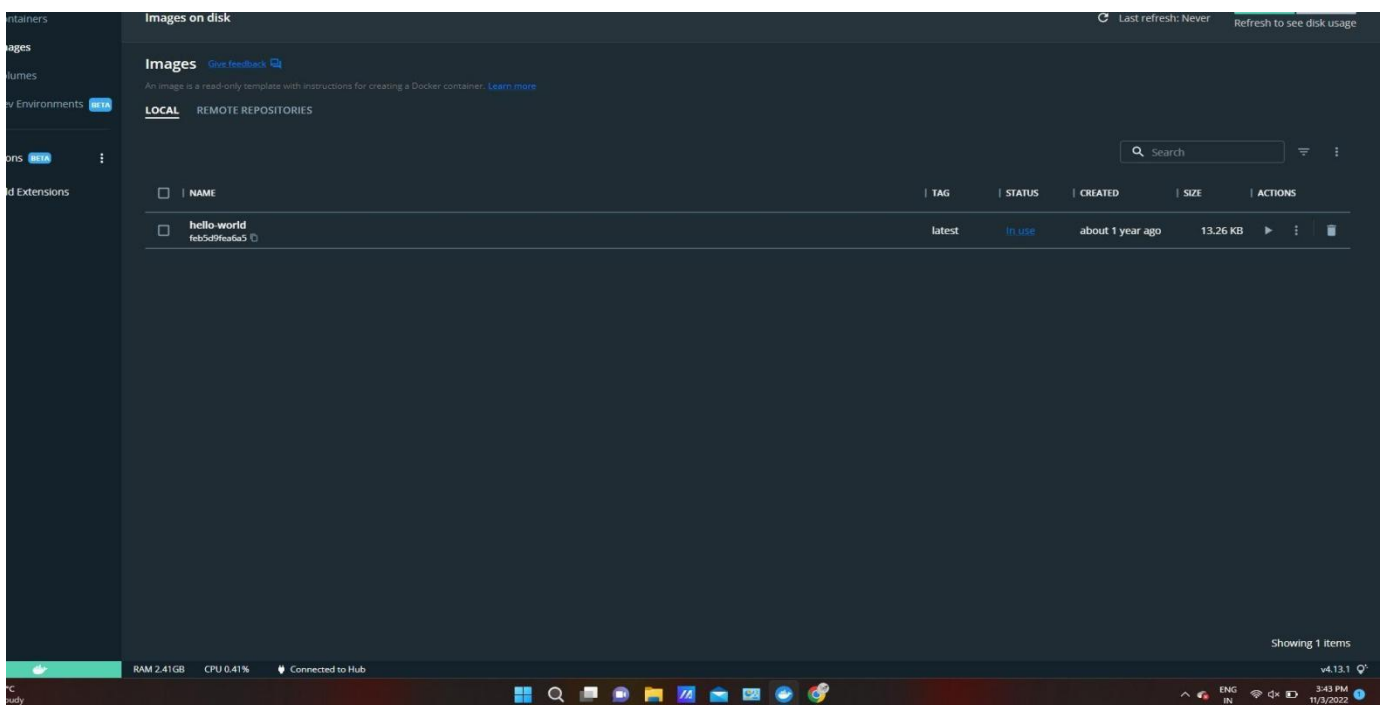 ntainers
Images on disk
Last refresh: Never
Refresh to see disk usage
ages
Images Give feedback
lumes
An image is a read-only template with instructions for creating a Docker container. Learn more
ev Environments BETA
LOCAL REMOTE REPOSITORIES
ons BETA
Search
ld Extensions
NAME TAG STATUS CREATED SIZE ACTIONS
hello-world latest In use about 1 year ago 13.26 KB
feb5d9fea6a5
Showing 1 items
RAM 2.41GB CPU 0.41% Connected to Hub v4.13.1
°C
oudy
ENG
IN
3:43 PM
11/3/2022
1